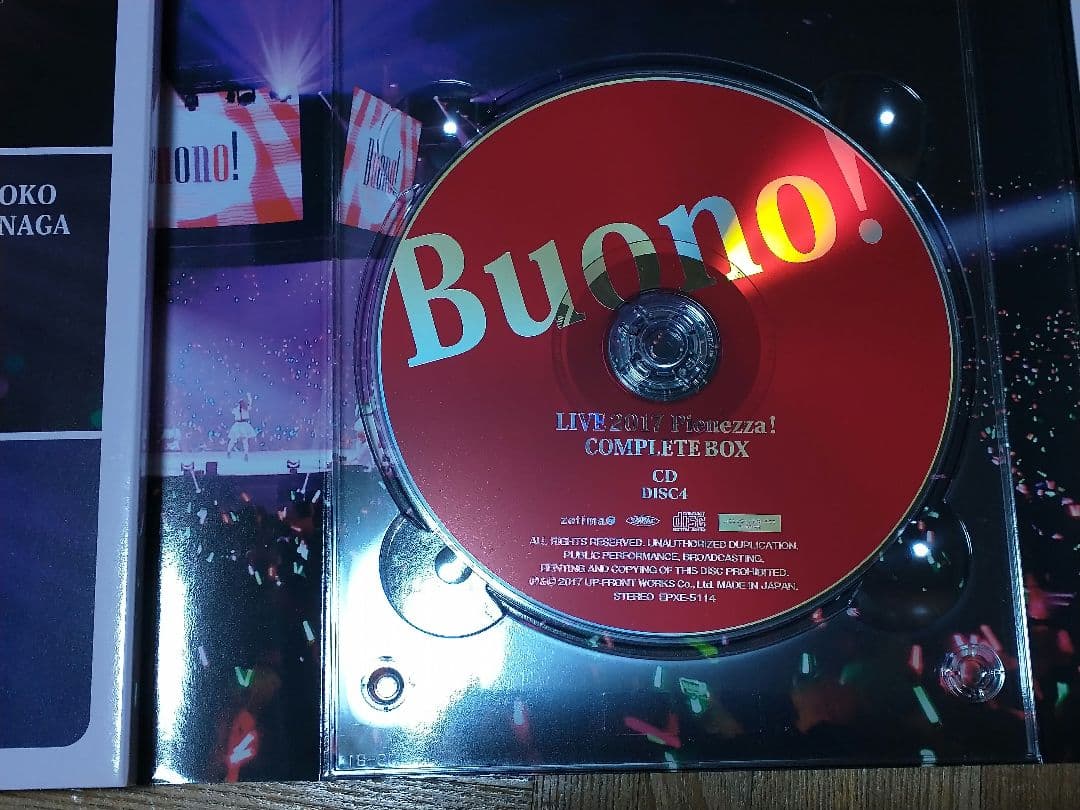 OKO
NAGA
uono!
Buono!
Buono!
LIVE 2017 Pienezza!
COMPLETE BOX
CD
DISC4
zetima
disc
ALL RIGHTS RESERVED. UNAUTHORIZED DUPLICATION,
PUBLIC PERFORMANCE, BROADCASTING,
RENTING AND COPYING OF THIS DISC PROHIBITED.
℗&© 2017 UP-FRONT WORKS Co., Ltd. MADE IN JAPAN.
STEREO EPXE-5114